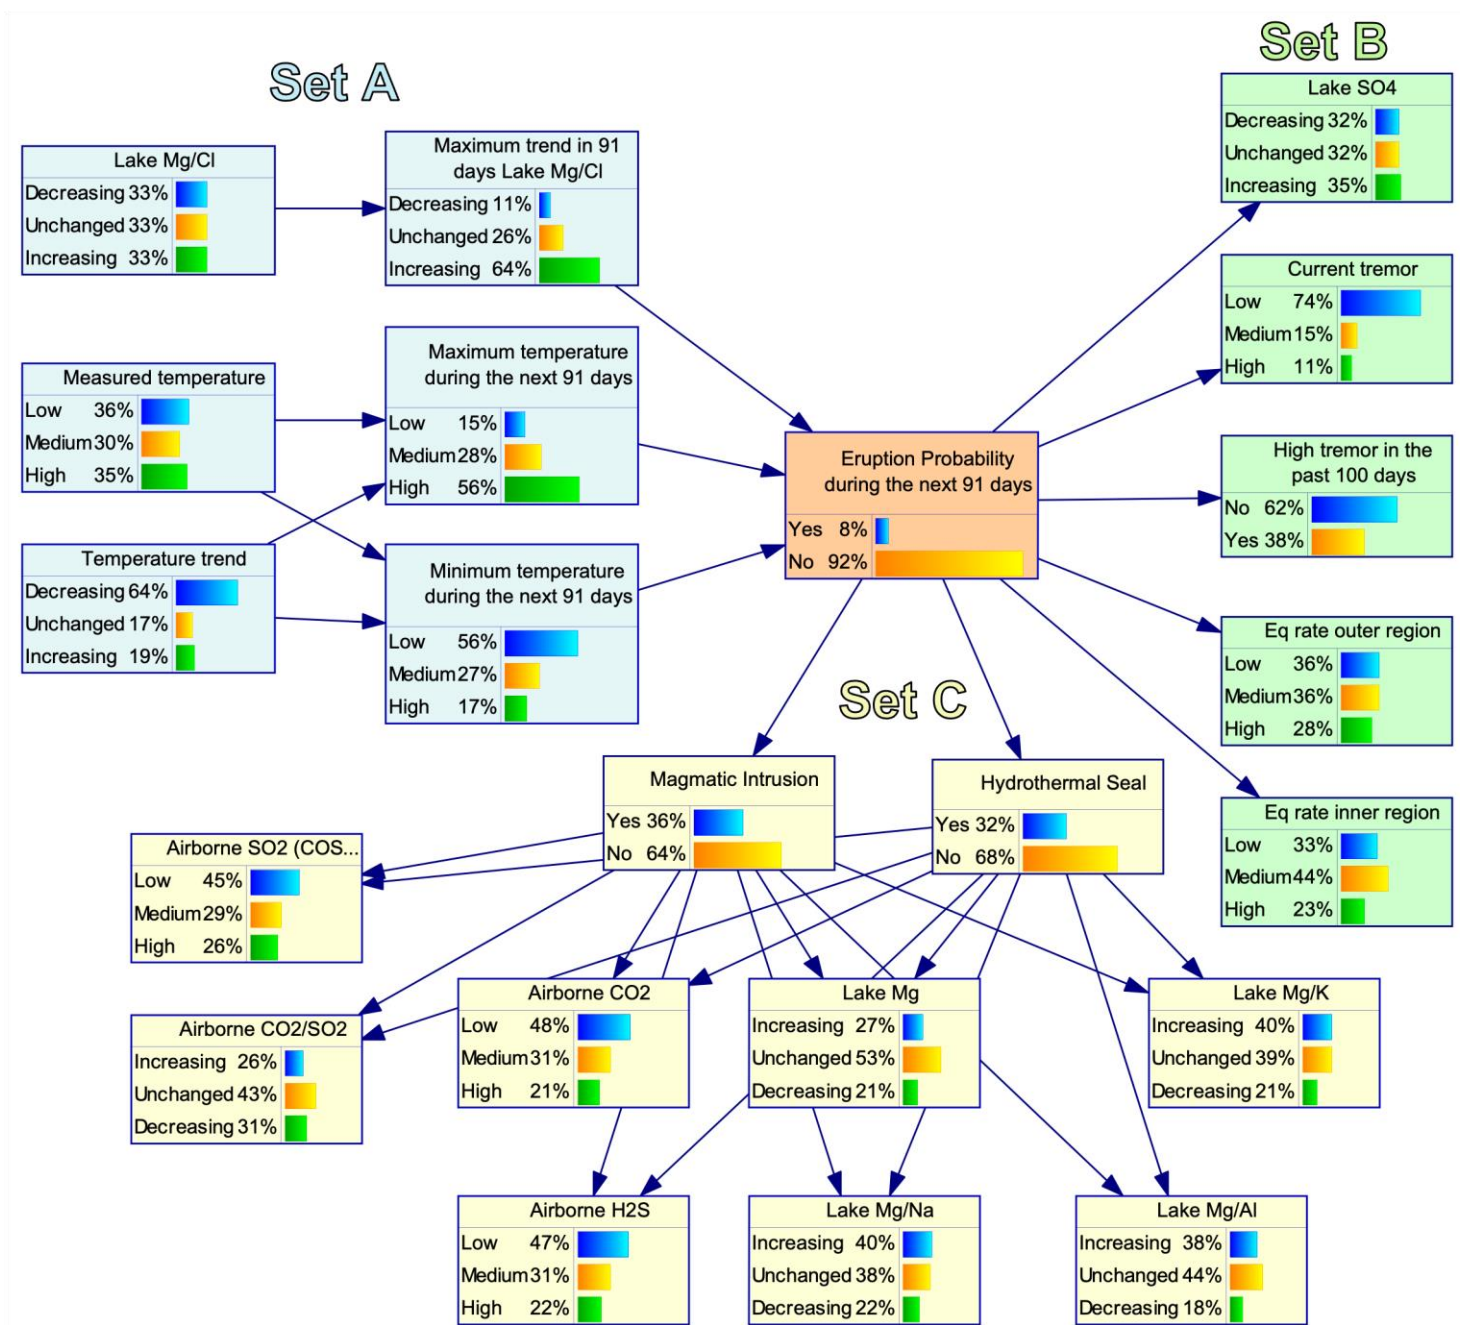 Set A
Set B
Lake Mg/Cl
Decreasing 33%
Unchanged 33%
Increasing 33%
Maximum trend in 91
days Lake Mg/Cl
Decreasing 11%
Unchanged 26%
Increasing 64%
Measured temperature
Low 36%
Medium 30%
High 35%
Maximum temperature
during the next 91 days
Low 15%
Medium 28%
High 56%
Temperature trend
Decreasing 64%
Unchanged 17%
Increasing 19%
Minimum temperature
during the next 91 days
Low 56%
Medium 27%
High 17%
Eruption Probability
during the next 91 days
Yes 8%
No 92%
Lake SO4
Decreasing 32%
Unchanged 32%
Increasing 35%
Current tremor
Low 74%
Medium 15%
High 11%
High tremor in the
past 100 days
No 62%
Yes 38%
Eq rate outer region
Low 36%
Medium 36%
High 28%
Eq rate inner region
Low 33%
Medium 44%
High 23%
Set C
Magmatic Intrusion
Yes 36%
No 64%
Hydrothermal Seal
Yes 32%
No 68%
Airborne SO2 (COS...
Low 45%
Medium 29%
High 26%
Airborne CO2/SO2
Increasing 26%
Unchanged 43%
Decreasing 31%
Airborne CO2
Low 48%
Medium 31%
High 21%
Lake Mg
Increasing 27%
Unchanged 53%
Decreasing 21%
Lake Mg/K
Increasing 40%
Unchanged 39%
Decreasing 21%
Airborne H2S
Low 47%
Medium 31%
High 22%
Lake Mg/Na
Increasing 40%
Unchanged 38%
Decreasing 22%
Lake Mg/Al
Increasing 38%
Unchanged 44%
Decreasing 18%